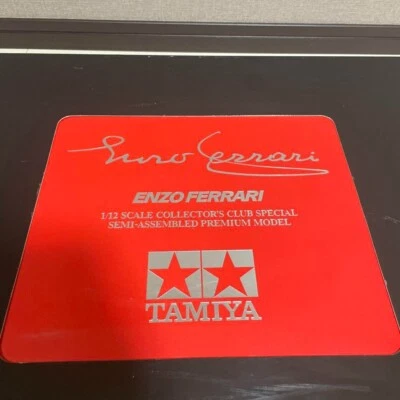 Enzo Ferrari
ENZO FERRARI
1/12 SCALE COLLECTOR'S CLUB SPECIAL
SEMI-ASSEMBLED PREMIUM MODEL
TAMIYA